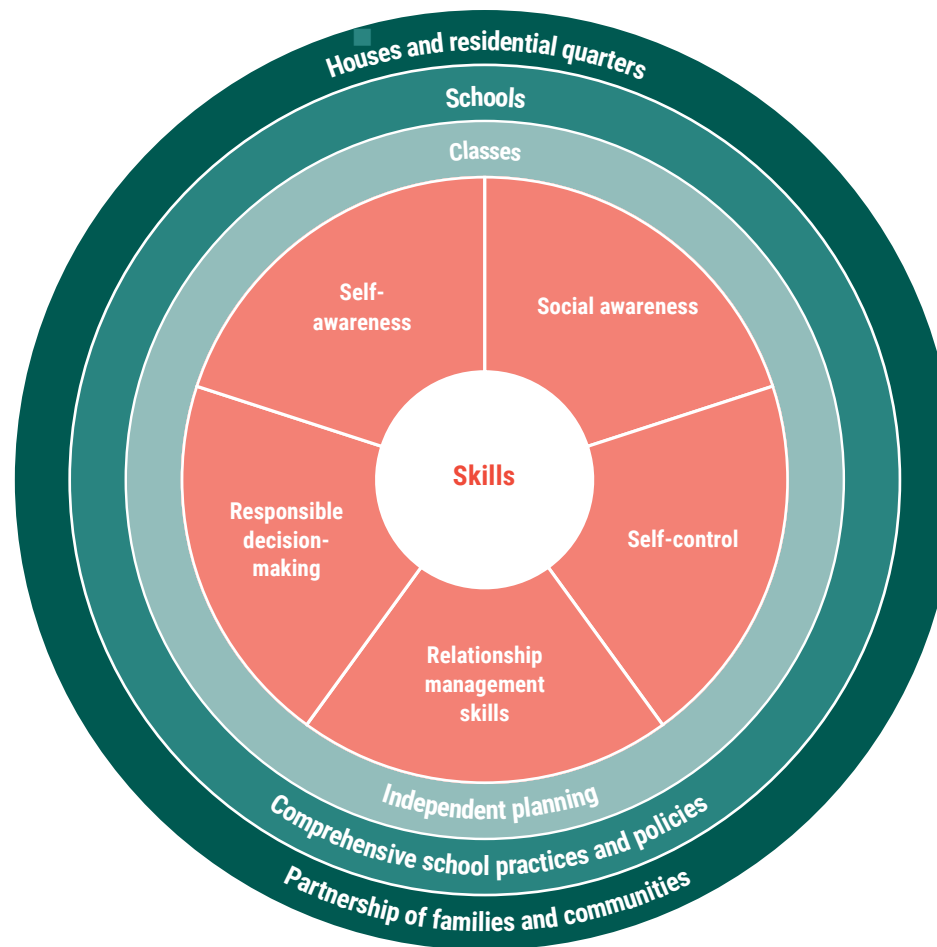 Houses and residential quarters
Schools
Classes
Self-
awareness
Social awareness
Skills
Responsible
decision-
making
Self-control
Relationship
management
skills
Independent planning
Comprehensive school practices and policies
Partnership of families and communities